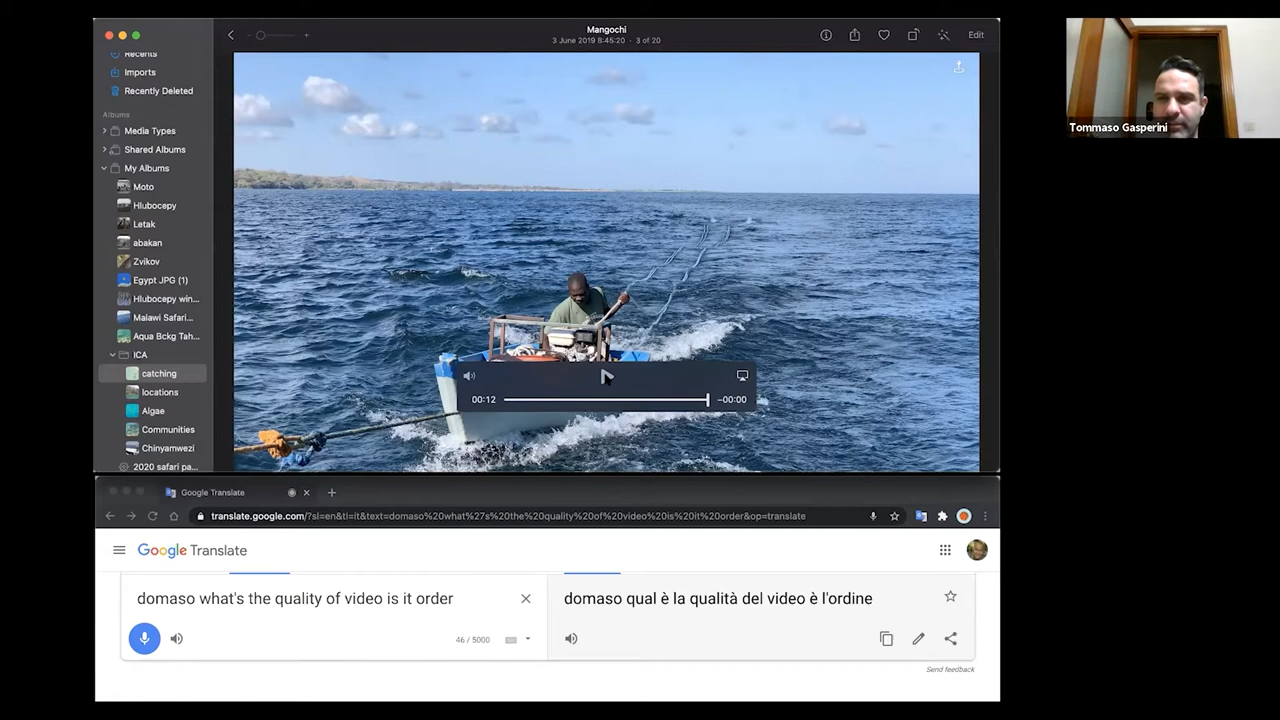 Mangochi
3 June 2019 8:45:20 · 3 of 20
Edit
Recents
Imports
Recently Deleted
Albums
Media Types
Shared Albums
My Albums
Moto
Hlubocepy
Letak
abakan
Zvikov
Egypt JPG (1)
Hlubocepy win...
Malawi Safari...
Aqua Bckg Tah...
ICA
catching
locations
Algae
Communities
Chinyamwezi
2020 safari pa...
00:12
−00:00
Tommaso Gasperini
Google Translate
translate.google.com/?sl=en&tl=it&text=domaso%20what%27s%20the%20quality%20of%20video%20is%20it%20order&op=translate
Google Translate
domaso what's the quality of video is it order
46 / 5000
domaso qual è la qualità del video è l'ordine
Send feedback